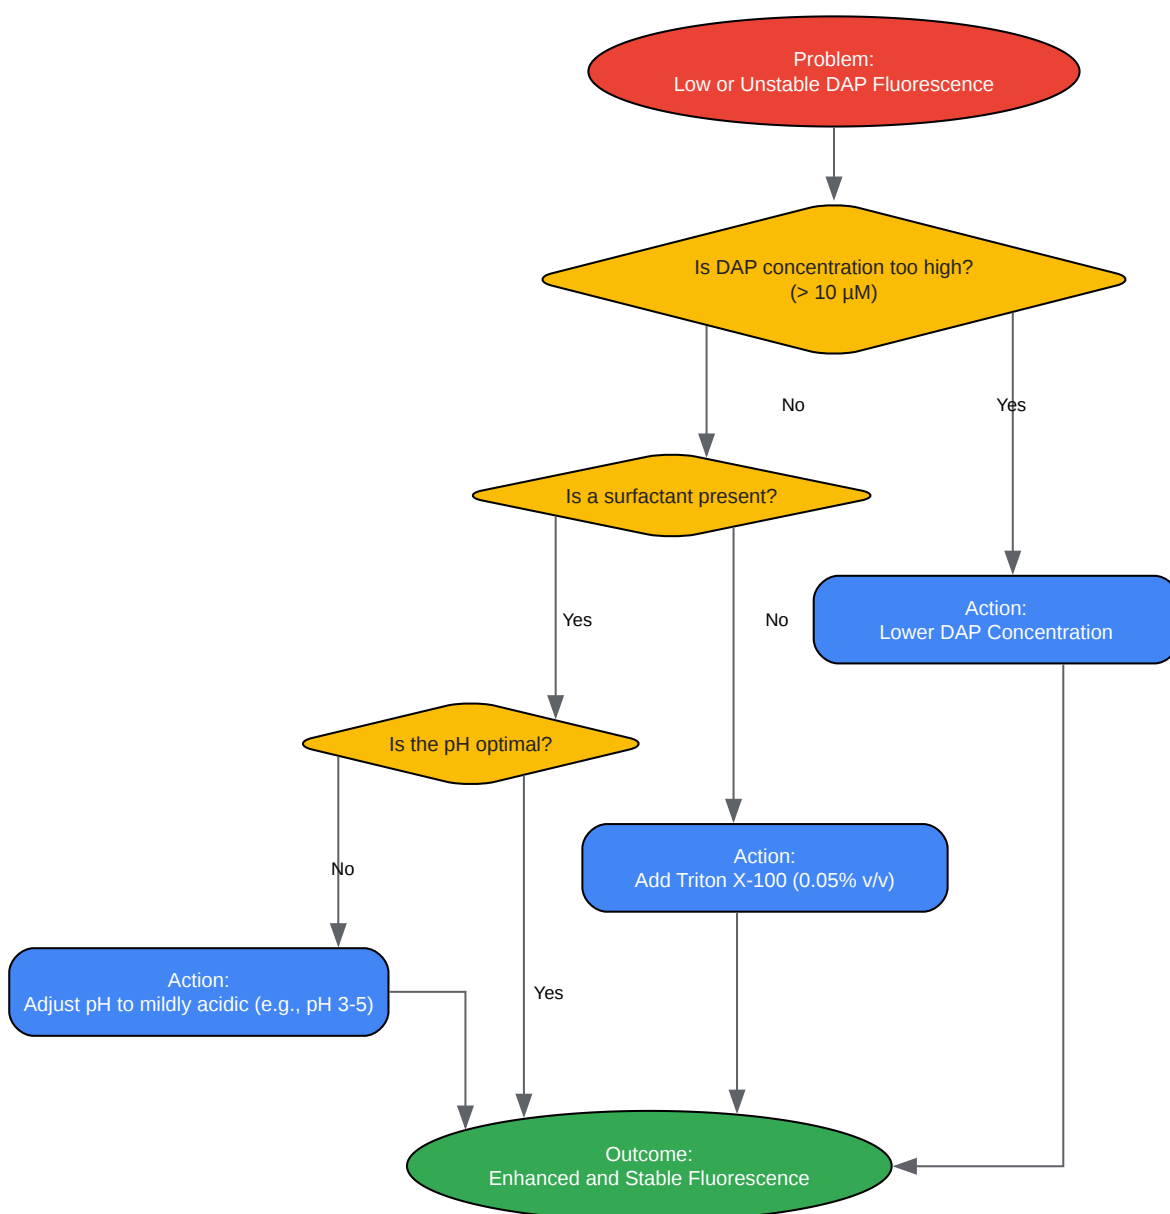 Problem:
Low or Unstable DAP Fluorescence
Is DAP concentration too high?
(> 10 µM)
No
Yes
Is a surfactant present?
Yes
No
Action:
Lower DAP Concentration
Is the pH optimal?
No
Action:
Add Triton X-100 (0.05% v/v)
Action:
Adjust pH to mildly acidic (e.g., pH 3-5)
Yes
Outcome:
Enhanced and Stable Fluorescence